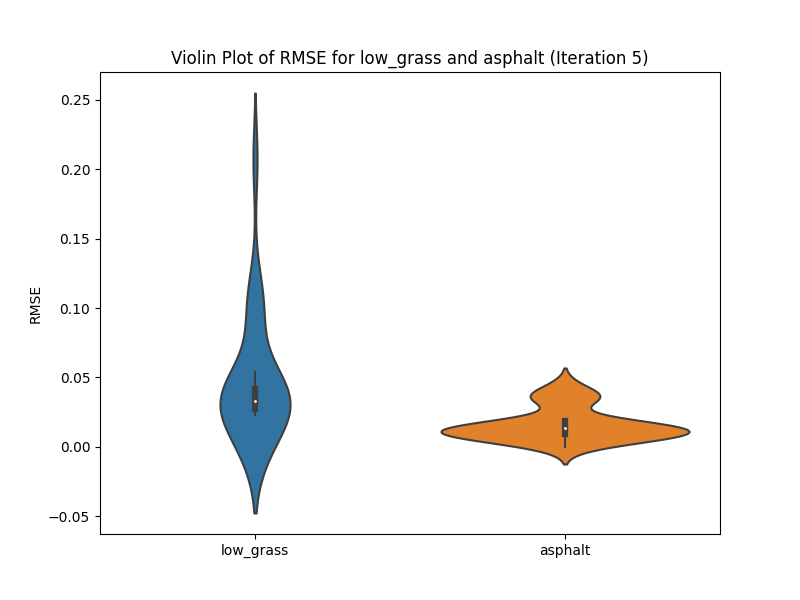 Violin Plot of RMSE for low_grass and asphalt (Iteration 5)
0.25
0.20
0.15
0.10
0.05
0.00
−0.05
RMSE
low_grass
asphalt